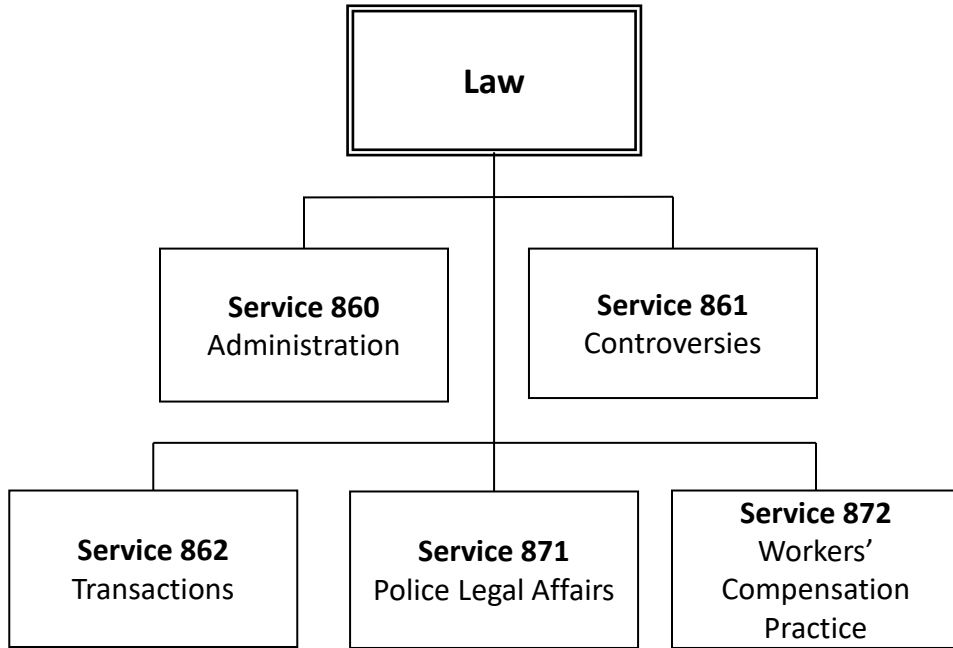 Law
Service 860
Administration
Service 861
Controversies
Service 862
Transactions
Service 871
Police Legal Affairs
Service 872
Workers’
Compensation
Practice